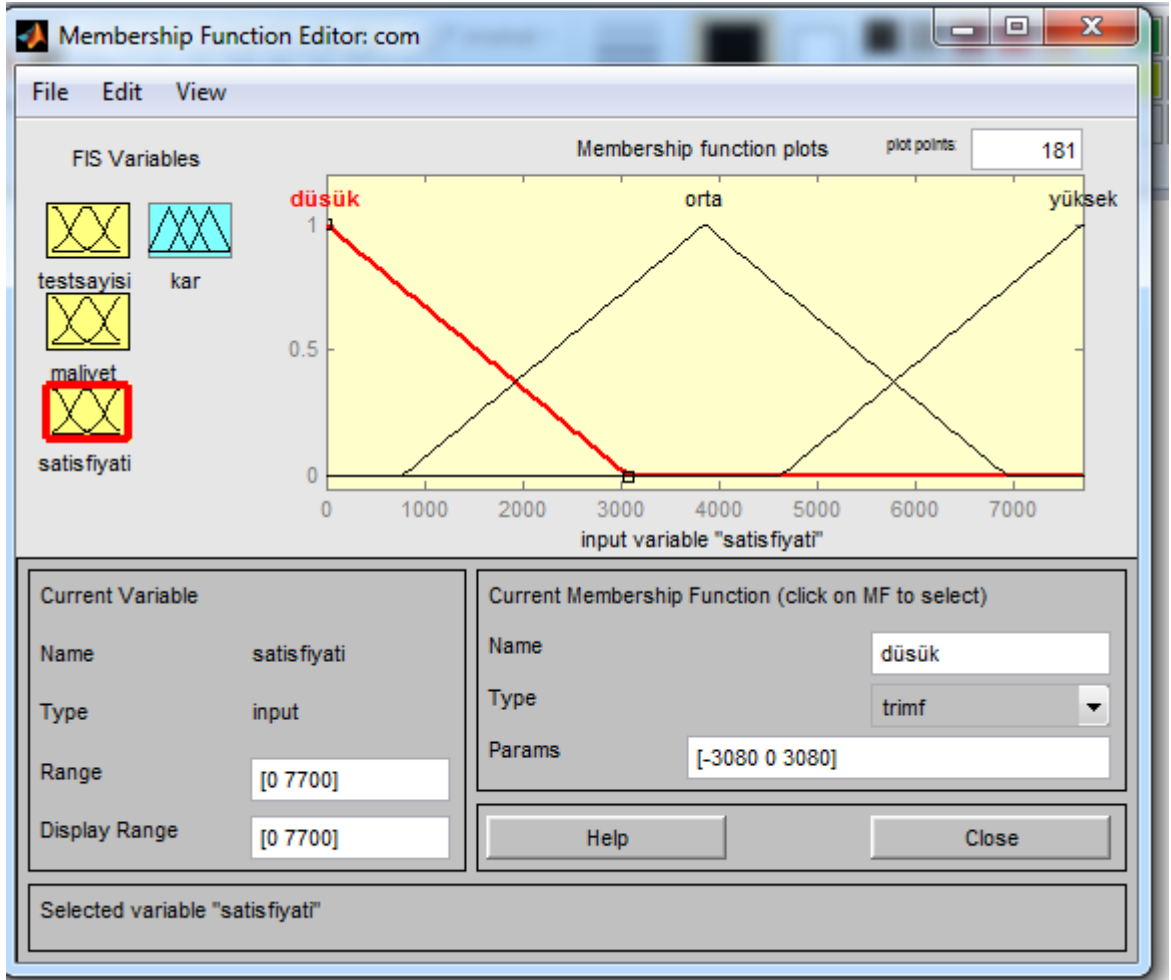 Membership Function Editor: com
File Edit View
FIS Variables
Membership function plots
plot points:
181
testsayisi
kar
maliyet
satisfiyati
düsük
orta
yüksek
1
0.5
0
0 1000 2000 3000 4000 5000 6000 7000
input variable "satisfiyati"
Current Variable
Name satisfiyati
Type input
Range [0 7700]
Display Range [0 7700]
Current Membership Function (click on MF to select)
Name düsük
Type trimf
Params [-3080 0 3080]
Help Close
Selected variable "satisfiyati"